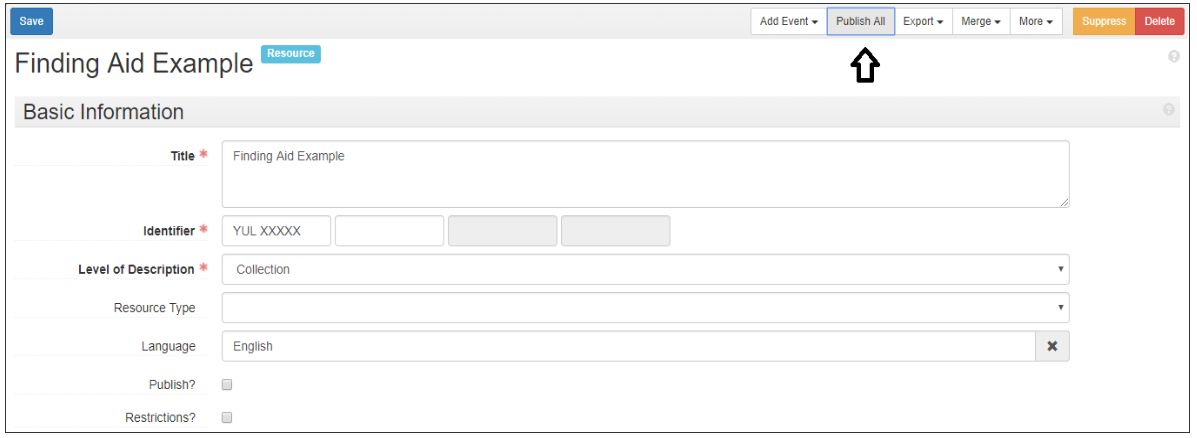 Save Add Event Publish All Export Merge More Suppress Delete
Finding Aid Example Resource
Basic Information
Title *
Finding Aid Example
Identifier * YUL XXXXX
Level of Description * Collection
Resource Type
Language English
Publish?
Restrictions?